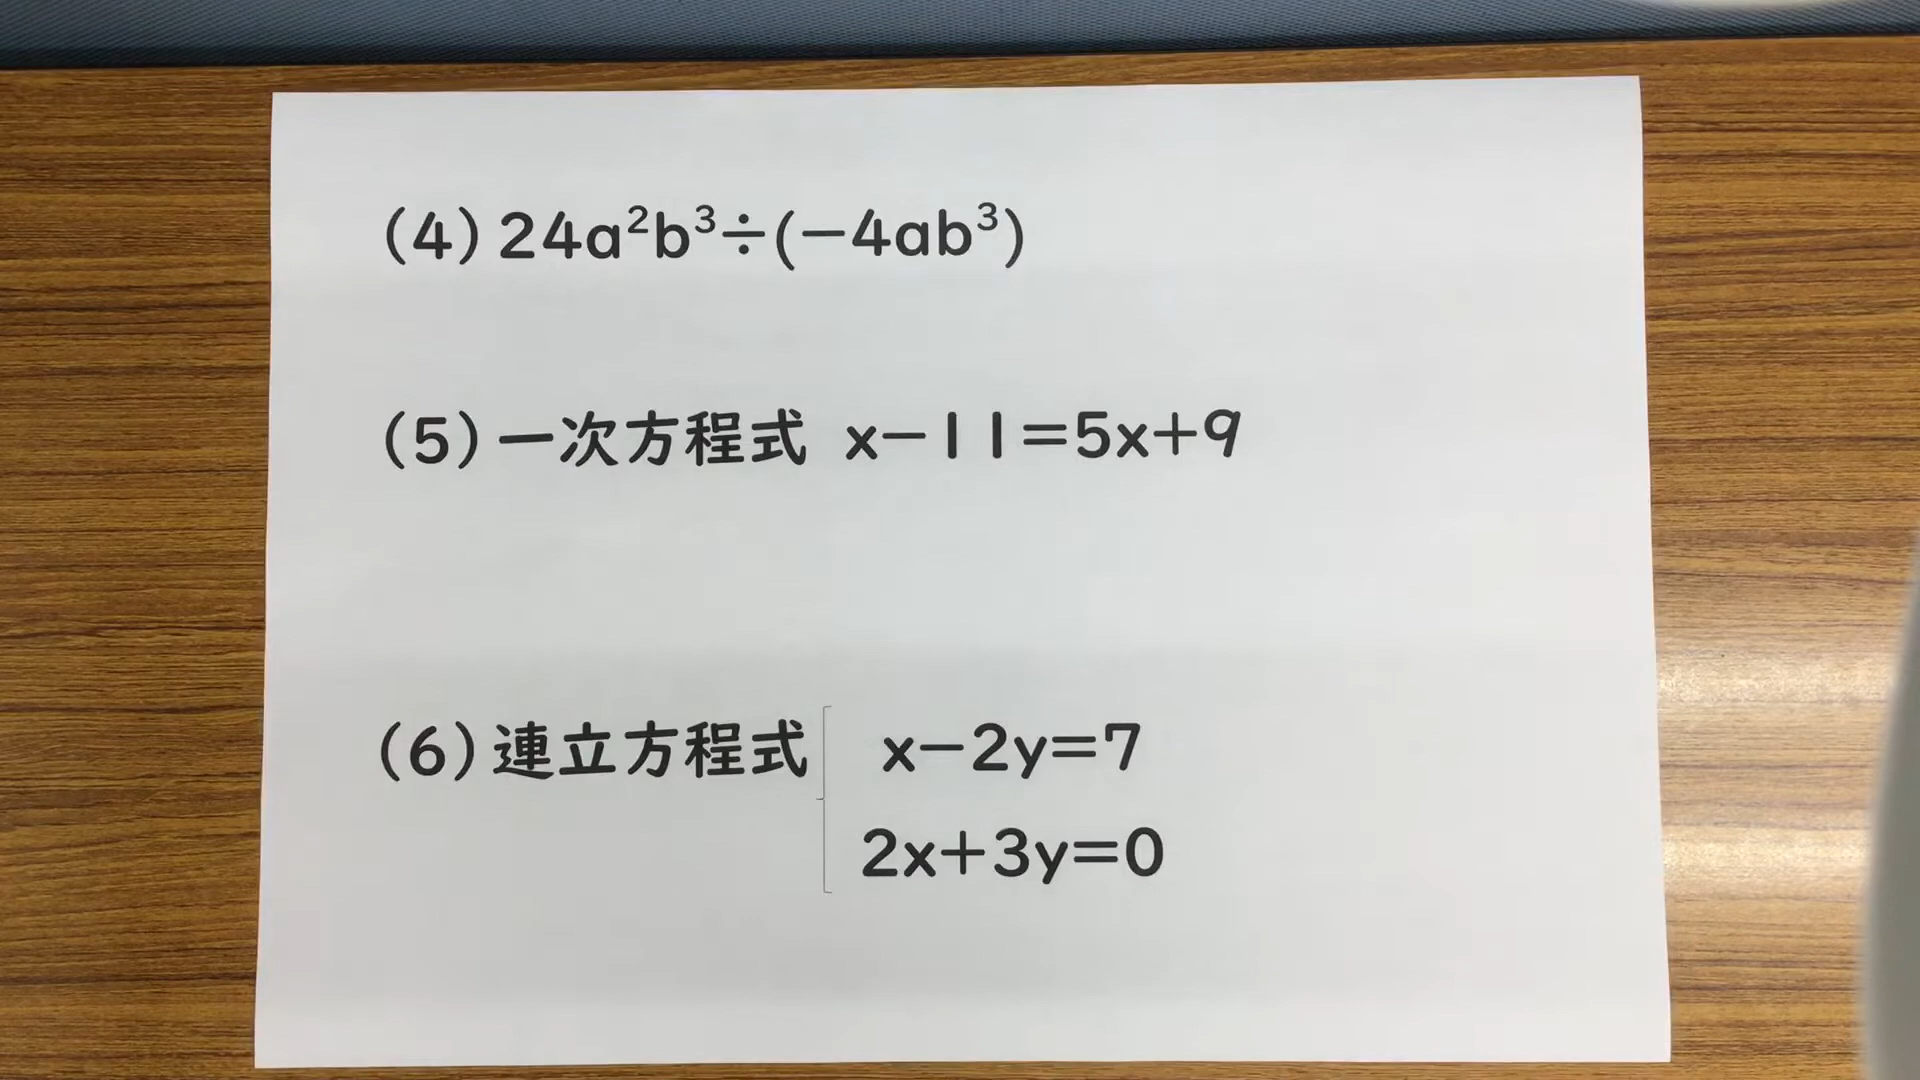 (4)24a²b³÷(−4ab³)
(5)一次方程式 x−11=5x+9
(6)連立方程式 x−2y=7
2x+3y=0